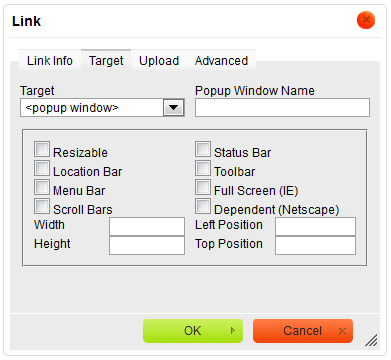 Link
Link Info Target Upload Advanced
Target Popup Window Name
<popup window>
Resizable Status Bar
Location Bar Toolbar
Menu Bar Full Screen (IE)
Scroll Bars Dependent (Netscape)
Width Left Position
Height Top Position
OK Cancel